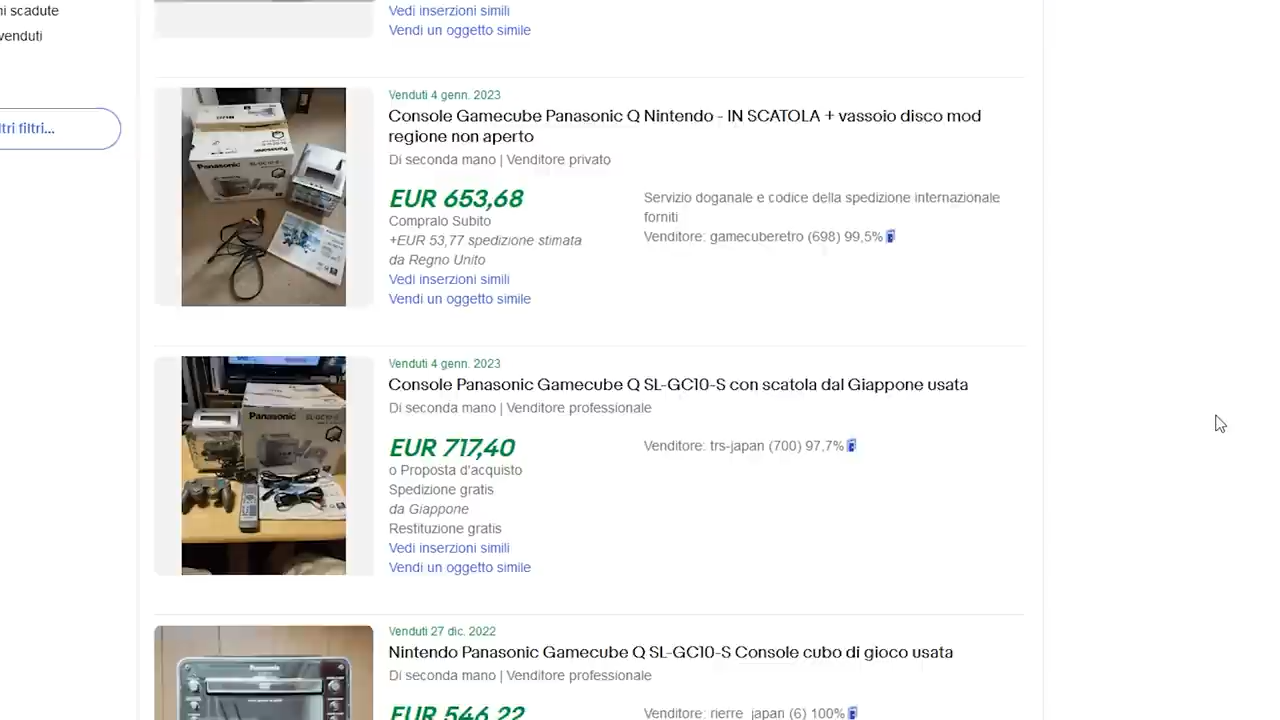 ni scadute
venduti
ltri filtri...
Vedi inserzioni simili
Vendi un oggetto simile
Venduti 4 genn. 2023
Console Gamecube Panasonic Q Nintendo - IN SCATOLA + vassoio disco mod
regione non aperto
Di seconda mano | Venditore privato
EUR 653,68
Compralo Subito
+EUR 53,77 spedizione stimata
da Regno Unito
Vedi inserzioni simili
Vendi un oggetto simile
Servizio doganale e codice della spedizione internazionale
forniti
Venditore: gamecuberetro (698) 99,5%
Panasonic
Venduti 4 genn. 2023
Console Panasonic Gamecube Q SL-GC10-S con scatola dal Giappone usata
Di seconda mano | Venditore professionale
EUR 717,40
o Proposta d'acquisto
Spedizione gratis
da Giappone
Restituzione gratis
Vedi inserzioni simili
Vendi un oggetto simile
Venditore: trs-japan (700) 97,7%
Panasonic
Venduti 27 dic. 2022
Nintendo Panasonic Gamecube Q SL-GC10-S Console cubo di gioco usata
Di seconda mano | Venditore professionale
EUR 546,22
Venditore: rierre_japan (6) 100%
Panasonic